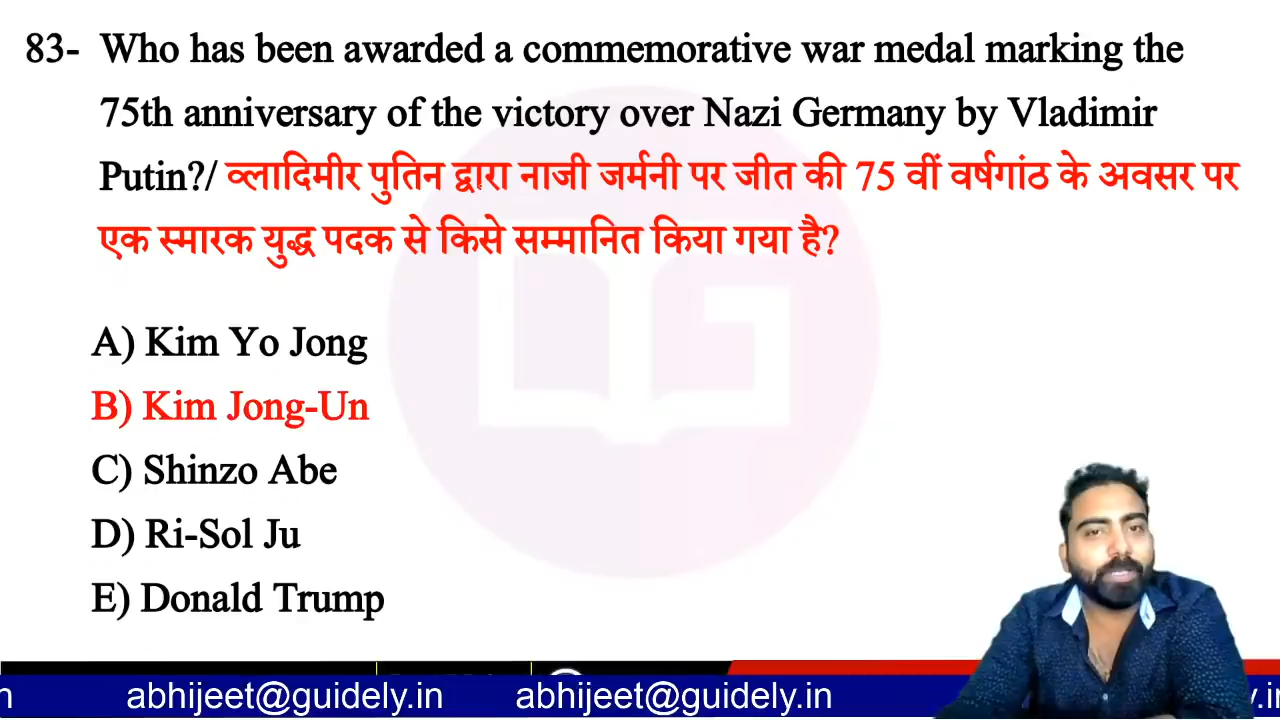 83- Who has been awarded a commemorative war medal marking the
75th anniversary of the victory over Nazi Germany by Vladimir
Putin?/ व्लादिमीर पुतिन द्वारा नाजी जर्मनी पर जीत की 75 वीं वर्षगांठ के अवसर पर
एक स्मारक युद्ध पदक से किसे सम्मानित किया गया है?
A) Kim Yo Jong
B) Kim Jong-Un
C) Shinzo Abe
D) Ri-Sol Ju
E) Donald Trump
abhijeet@guidely.in abhijeet@guidely.in